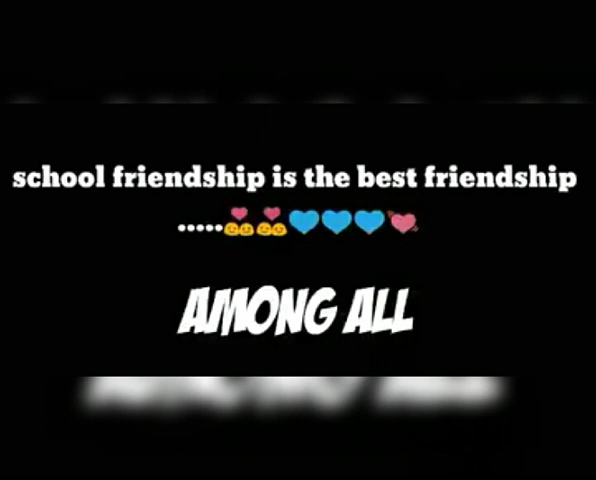 school friendship is the best friendship
.....💑💑💙💙💙💘
AMONG ALL